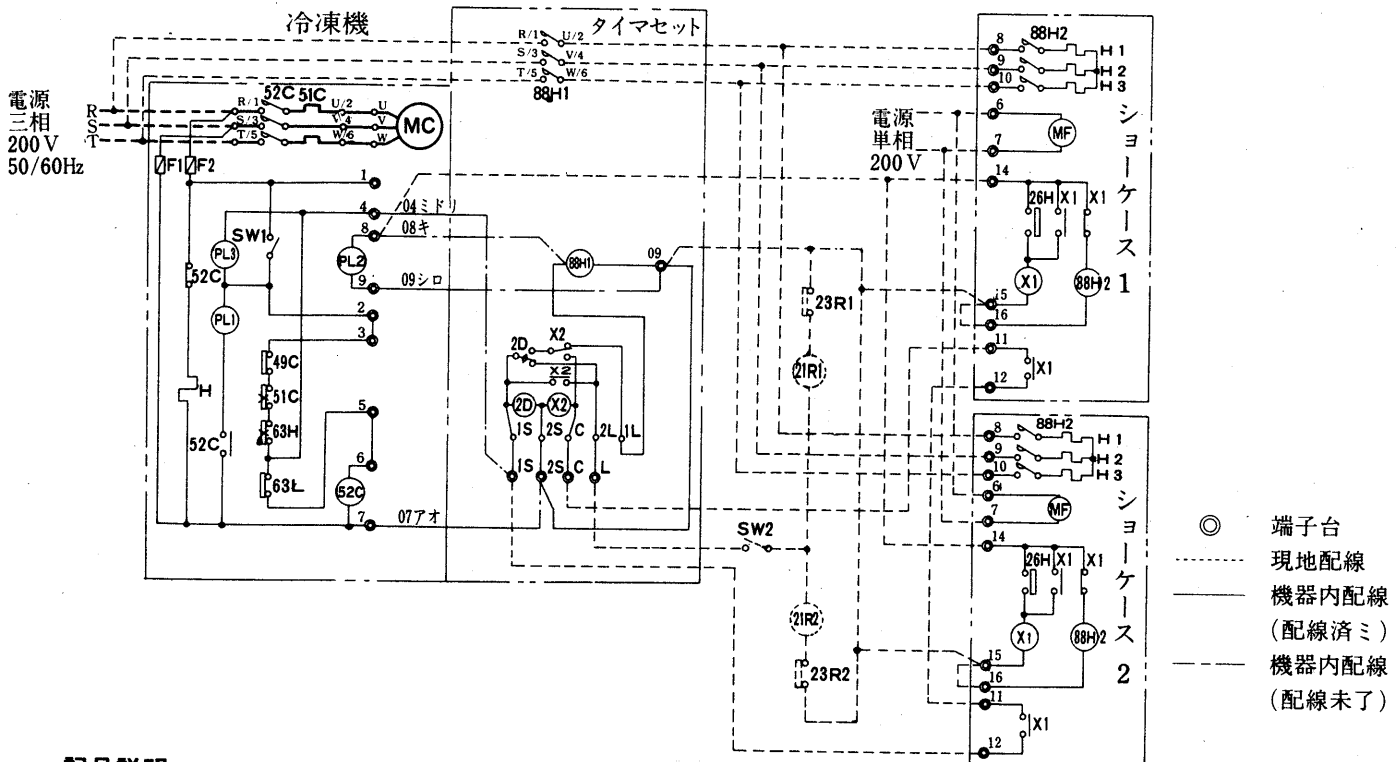 冷凍機
タイマセット
R/1 U/2
S/3 V/4
T/5 W/6
88H1
電源
三相
200V
50/60Hz
R
S
T
R/1 52C 51C U/2 U
S/3 V/4 V
T/5 W/6 W
MC
F1 F2
1
4 04ミドリ
8 08キ
SW1
PL3
PL2
52C
9 09シロ
PL1
2
3
49C
51C
H
63H
5
6
52C
63L
52C
7 07アオ
88H1
09
2D X2
X2
2D X2
1S 2S C 2L 1L
1S 2S C L
SW2
23R1
21R1
21R2
23R2
電源
単相
200V
8 88H2 H1
9 H2
10 H3
6
MF
7
14
26H X1 X1
X1 88H2
15
16
11
X1
12
ショーケース1
8 88H2 H1
9 H2
10 H3
6
MF
7
14
26H X1 X1
X1 88H2
15
16
11
X1
12
ショーケース2
端子台
現地配線
機器内配線
(配線済ミ)
機器内配線
(配線未了)